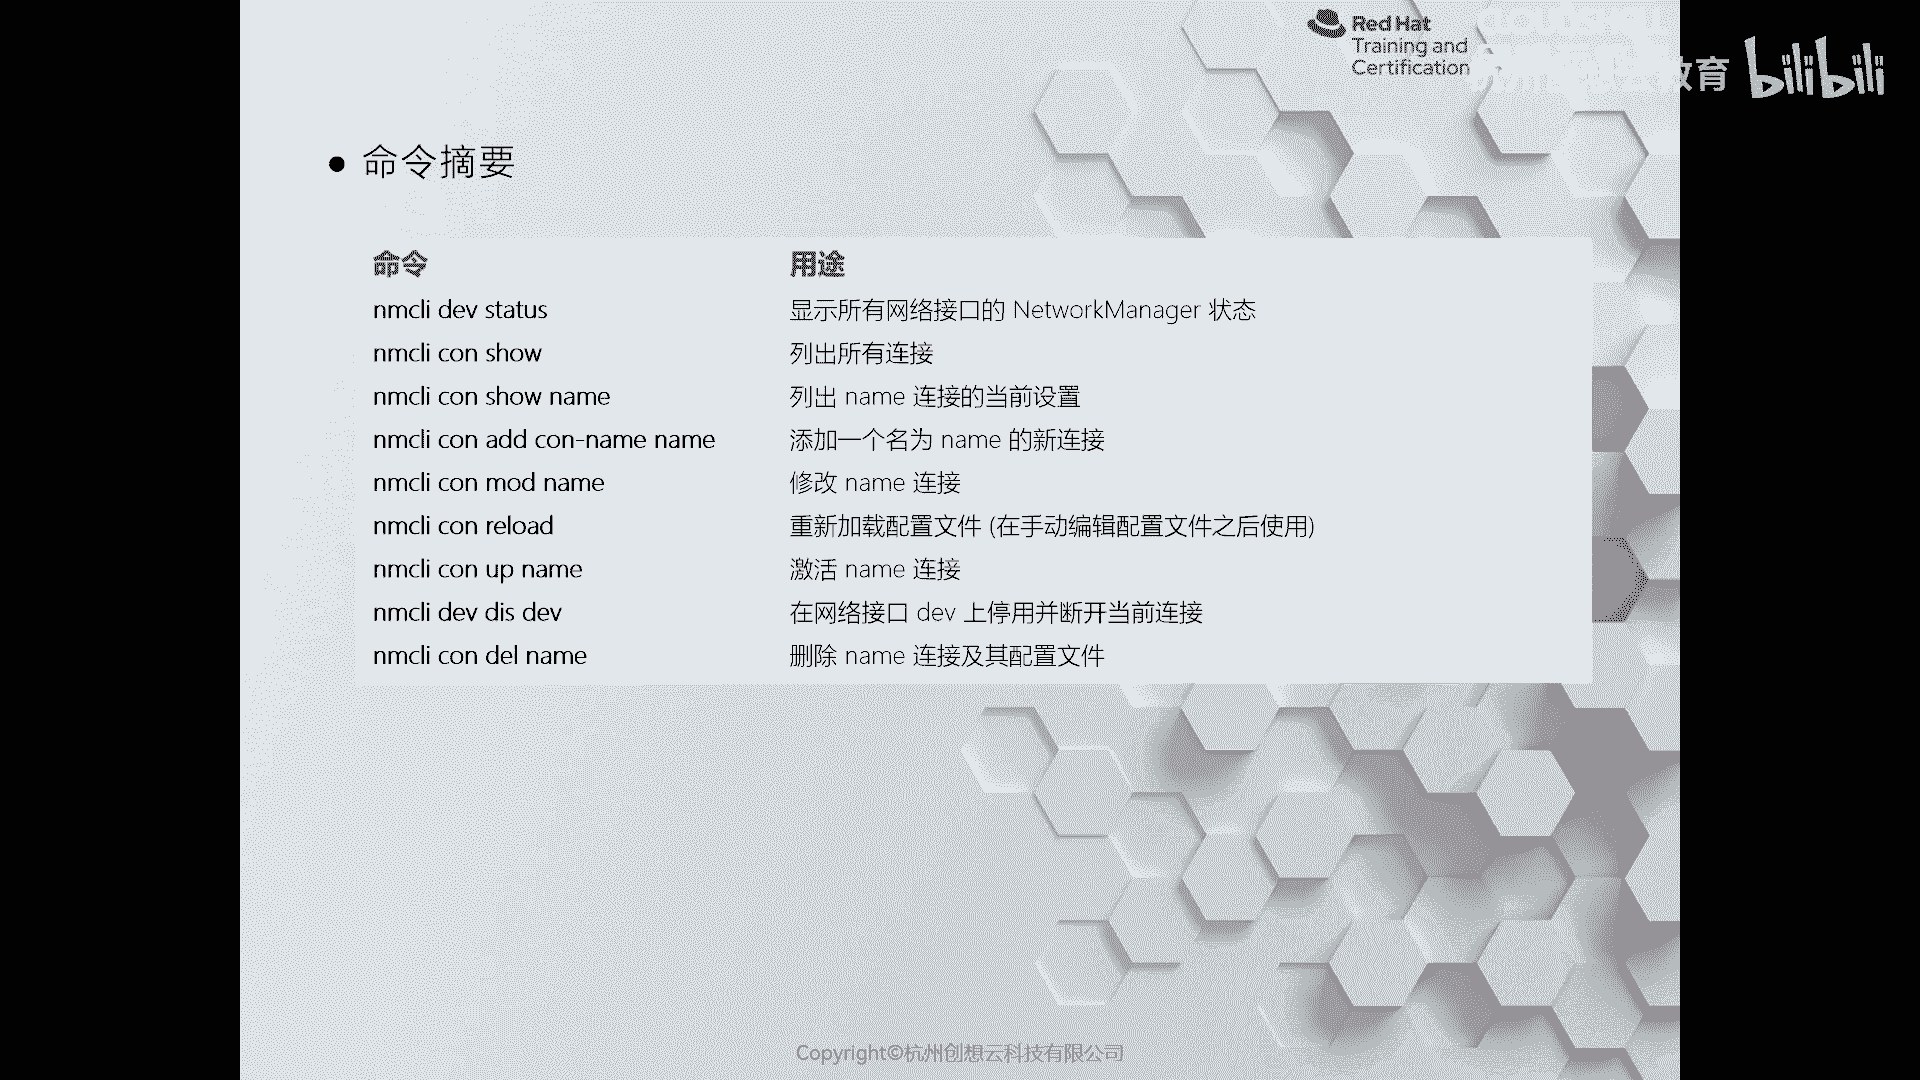 Red Hat
Training and
Certification
教育 bilibili
● 命令摘要
命令 用途
nmcli dev status 显示所有网络接口的 NetworkManager 状态
nmcli con show 列出所有连接
nmcli con show name 列出 name 连接的当前设置
nmcli con add con-name name 添加一个名为 name 的新连接
nmcli con mod name 修改 name 连接
nmcli con reload 重新加载配置文件 (在手动编辑配置文件之后使用)
nmcli con up name 激活 name 连接
nmcli dev dis dev 在网络接口 dev 上停用并断开当前连接
nmcli con del name 删除 name 连接及其配置文件
Copyright©杭州创想云科技有限公司